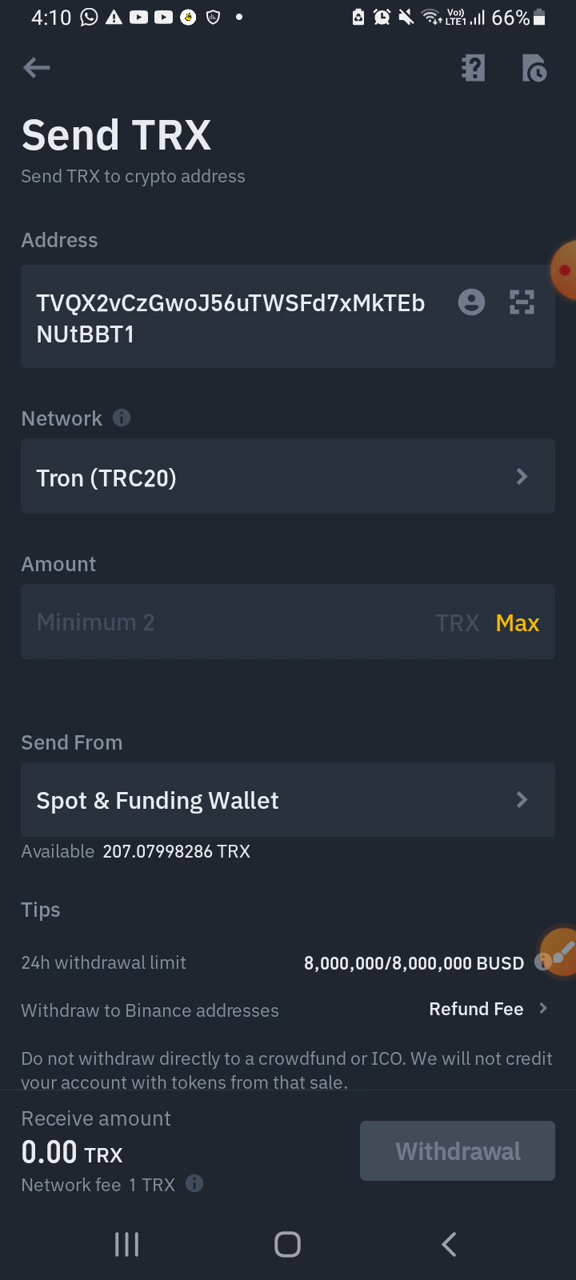 4:10 Vo)) LTE1 66%
Send TRX
Send TRX to crypto address
Address
TVQX2vCzGwoJ56uTWSFd7xMkTEb
NUtBBT1
Network
Tron (TRC20)
Amount
Minimum 2 TRX Max
Send From
Spot & Funding Wallet
Available 207.07998286 TRX
Tips
24h withdrawal limit 8,000,000/8,000,000 BUSD
Withdraw to Binance addresses Refund Fee
Do not withdraw directly to a crowdfund or ICO. We will not credit
your account with tokens from that sale.
Receive amount
0.00 TRX
Withdrawal
Network fee 1 TRX